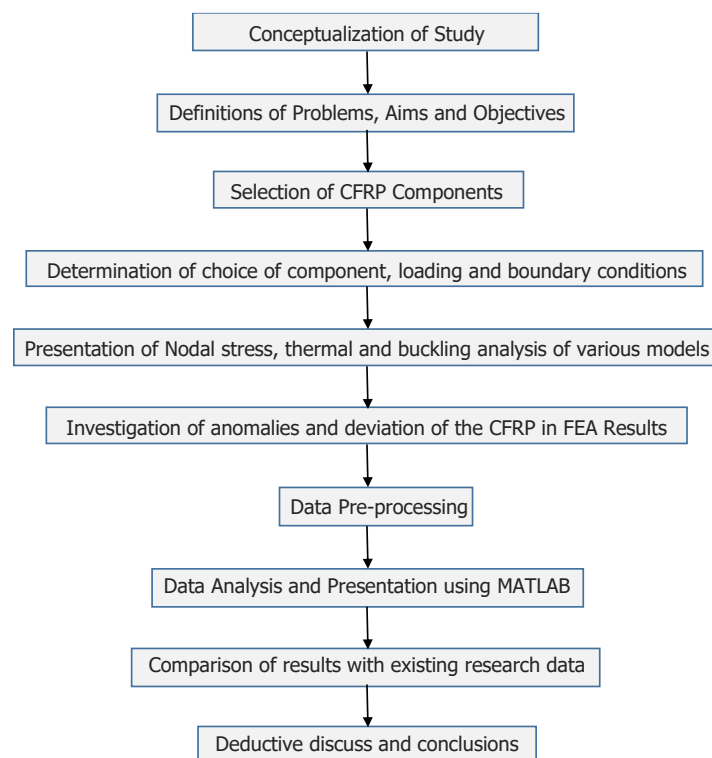 Conceptualization of Study
Definitions of Problems, Aims and Objectives
Selection of CFRP Components
Determination of choice of component, loading and boundary conditions
Presentation of Nodal stress, thermal and buckling analysis of various models
Investigation of anomalies and deviation of the CFRP in FEA Results
Data Pre-processing
Data Analysis and Presentation using MATLAB
Comparison of results with existing research data
Deductive discuss and conclusions